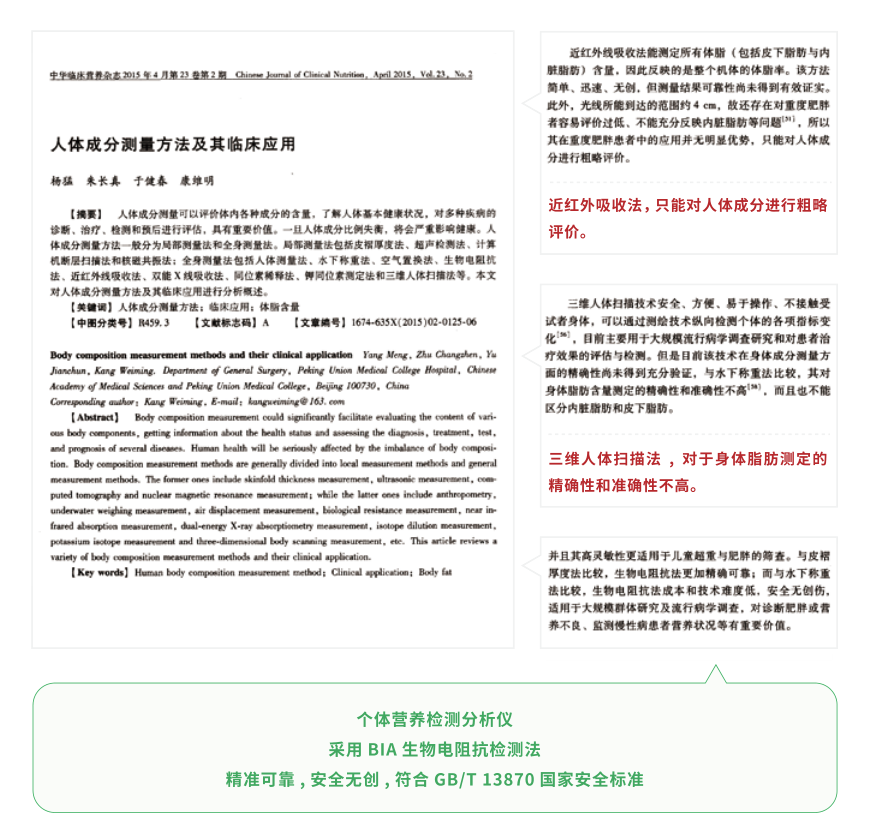 中华临床营养杂志 2015 年 4 月第 23 卷第 2 期 Chinese Journal of Clinical Nutrition, April 2015, Vol. 23, No. 2
人体成分测量方法及其临床应用
杨猛 朱长真 于健春 康维明
【摘要】 人体成分测量可以评价体内各种成分的含量,了解人体基本健康状况,对多种疾病的
诊断、治疗、检测和预后进行评估,具有重要价值。一旦人体成分比例失衡,将会严重影响健康。人
体成分测量方法一般分为局部测量法和全身测量法。局部测量法包括皮褶厚度法、超声检测法、计算
机断层扫描法和核磁共振法;全身测量法包括人体测量法、水下称重法、空气置换法、生物电阻抗
法、近红外线吸收法、双能 X 线吸收法、同位素稀释法、钾同位素测定法和三维人体扫描法等。本文
对人体成分测量方法及其临床应用进行分析概述。
【关键词】人体成分测量方法;临床应用;体脂含量
【中图分类号】R459.3 【文献标志码】A 【文章编号】1674-635X(2015)02-0125-06
Body composition measurement methods and their clinical application Yang Meng, Zhu Changzhen, Yu
Jianchun, Kang Weiming. Department of General Surgery, Peking Union Medical College Hospital, Chinese
Academy of Medical Sciences and Peking Union Medical College, Beijing 100730, China
Corresponding author: Kang Weiming, E-mail: kangweiming@163.com
【Abstract】 Body composition measurement could significantly facilitate evaluating the content of vari-
ous body components, getting information about the health status and assessing the diagnosis, treatment, test,
and prognosis of several diseases. Human health will be seriously affected by the imbalance of body composi-
tion. Body composition measurement methods are generally divided into local measurement methods and general
measurement methods. The former ones include skinfold thickness measurement, ultrasonic measurement, com-
puted tomography and nuclear magnetic resonance measurement; while the latter ones include anthropometry,
underwater weighing measurement, air displacement measurement, biological resistance measurement, near in-
frared absorption measurement, dual-energy X-ray absorptiometry measurement, isotope dilution measurement,
potassium isotope measurement and three-dimensional body scanning measurement, etc. This article reviews a
variety of body composition measurement methods and their clinical application.
【Key words】Human body composition measurement method; Clinical application; Body fat
近红外线吸收法能测定所有体脂(包括皮下脂肪与内
脏脂肪)含量,因此反映的是整个机体的体脂率。该方法
简单、迅速、无创,但测量结果可靠性尚未得到有效证实。
此外,光线所能到达的范围约 4 cm,故还存在对重度肥胖
者容易评价过低、不能充分反映内脏脂肪等问题[51],所以
其在重度肥胖患者中的应用并无明显优势,只能对人体成
分进行粗略评价。
近红外吸收法,只能对人体成分进行粗略
评价。
三维人体扫描技术安全、方便、易于操作、不接触受
试者身体,可以通过测绘技术纵向检测个体的各项指标变
化[56],目前主要用于大规模流行病学调查研究和对患者治
疗效果的评估与检测。但是目前该技术在身体成分测量方
面的精确性尚未得到充分验证,与水下称重法比较,其对
身体脂肪含量测定的精确性和准确性不高[58],而且也不能
区分内脏脂肪和皮下脂肪。
三维人体扫描法 ,对于身体脂肪测定的
精确性和准确性不高。
并且其高灵敏性更适用于儿童超重与肥胖的筛查。与皮褶
厚度法比较,生物电阻抗法更加精确可靠;而与水下称重
法比较,生物电阻抗法成本和技术难度低,安全无创伤,
适用于大规模群体研究及流行病学调查,对诊断肥胖或营
养不良、监测慢性病患者营养状况等有重要价值。
个体营养检测分析仪
采用 BIA 生物电阻抗检测法
精准可靠,安全无创,符合 GB/T 13870 国家安全标准